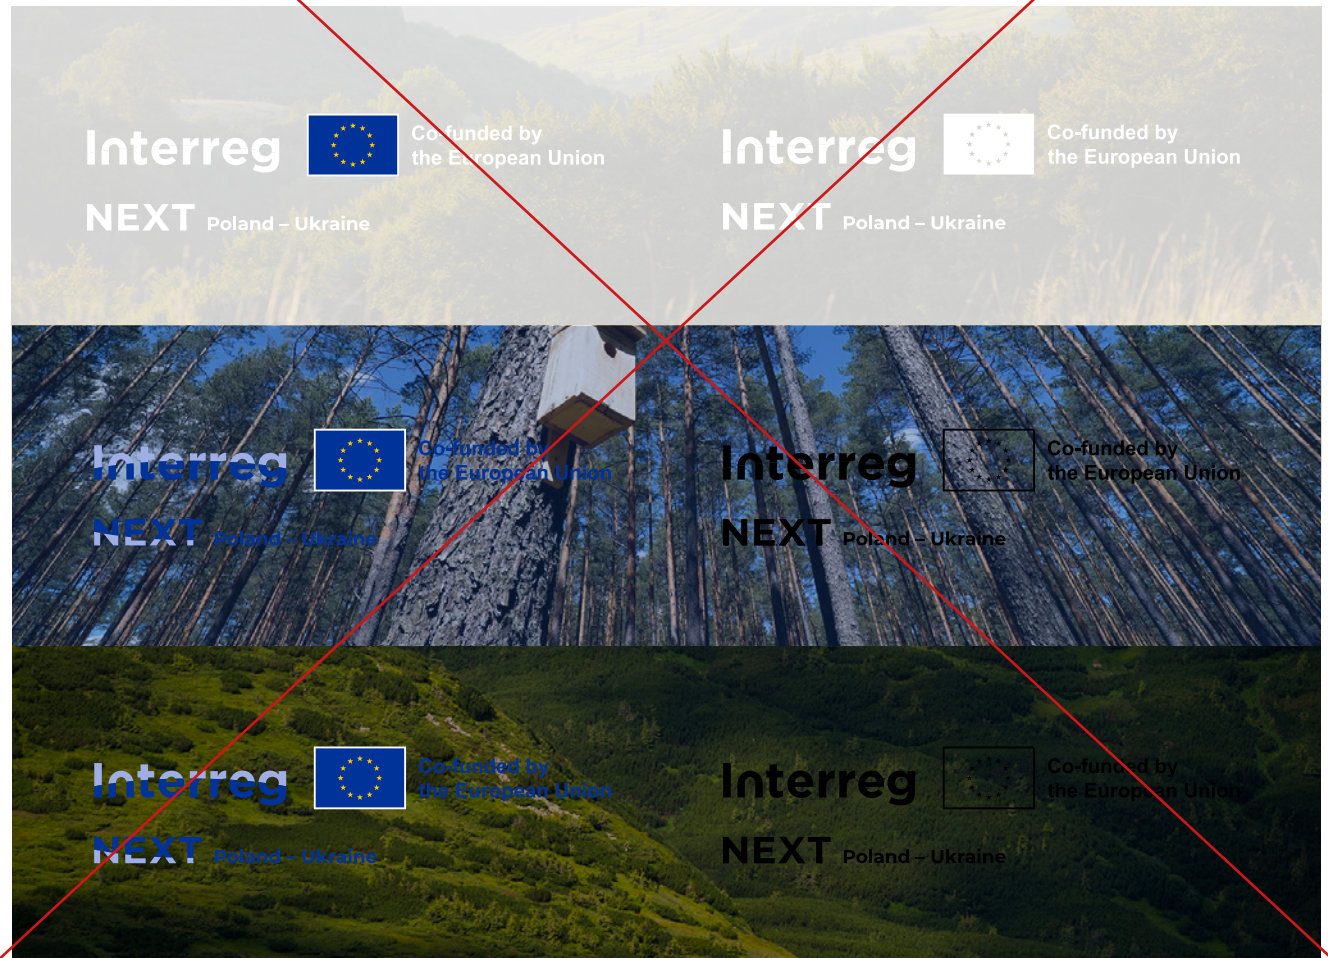 Interreg Co-funded by
the European Union
NEXT Poland – Ukraine
Interreg Co-funded by
the European Union
NEXT Poland – Ukraine
Interreg Co-funded by
the European Union
NEXT Poland – Ukraine
Interreg Co-funded by
the European Union
NEXT Poland – Ukraine
Interreg Co-funded by
the European Union
NEXT Poland – Ukraine
Interreg Co-funded by
the European Union
NEXT Poland – Ukraine